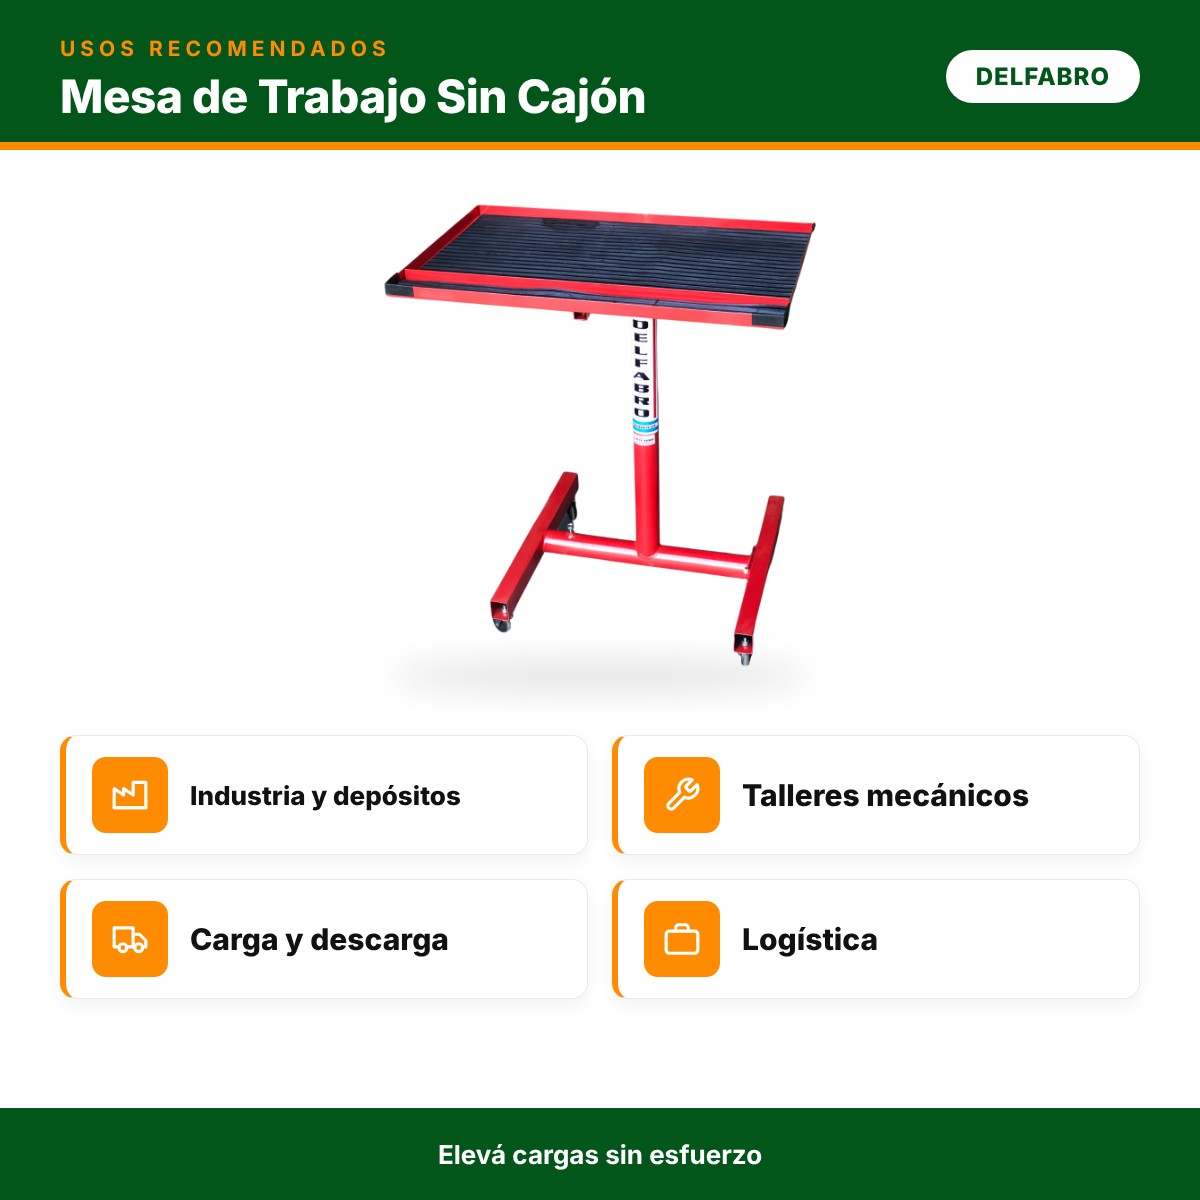 USOS RECOMENDADOS
Mesa de Trabajo Sin Cajón
DELFABRO
DELFABRO
Industria y depósitos
Talleres mecánicos
Carga y descarga
Logística
Elevá cargas sin esfuerzo